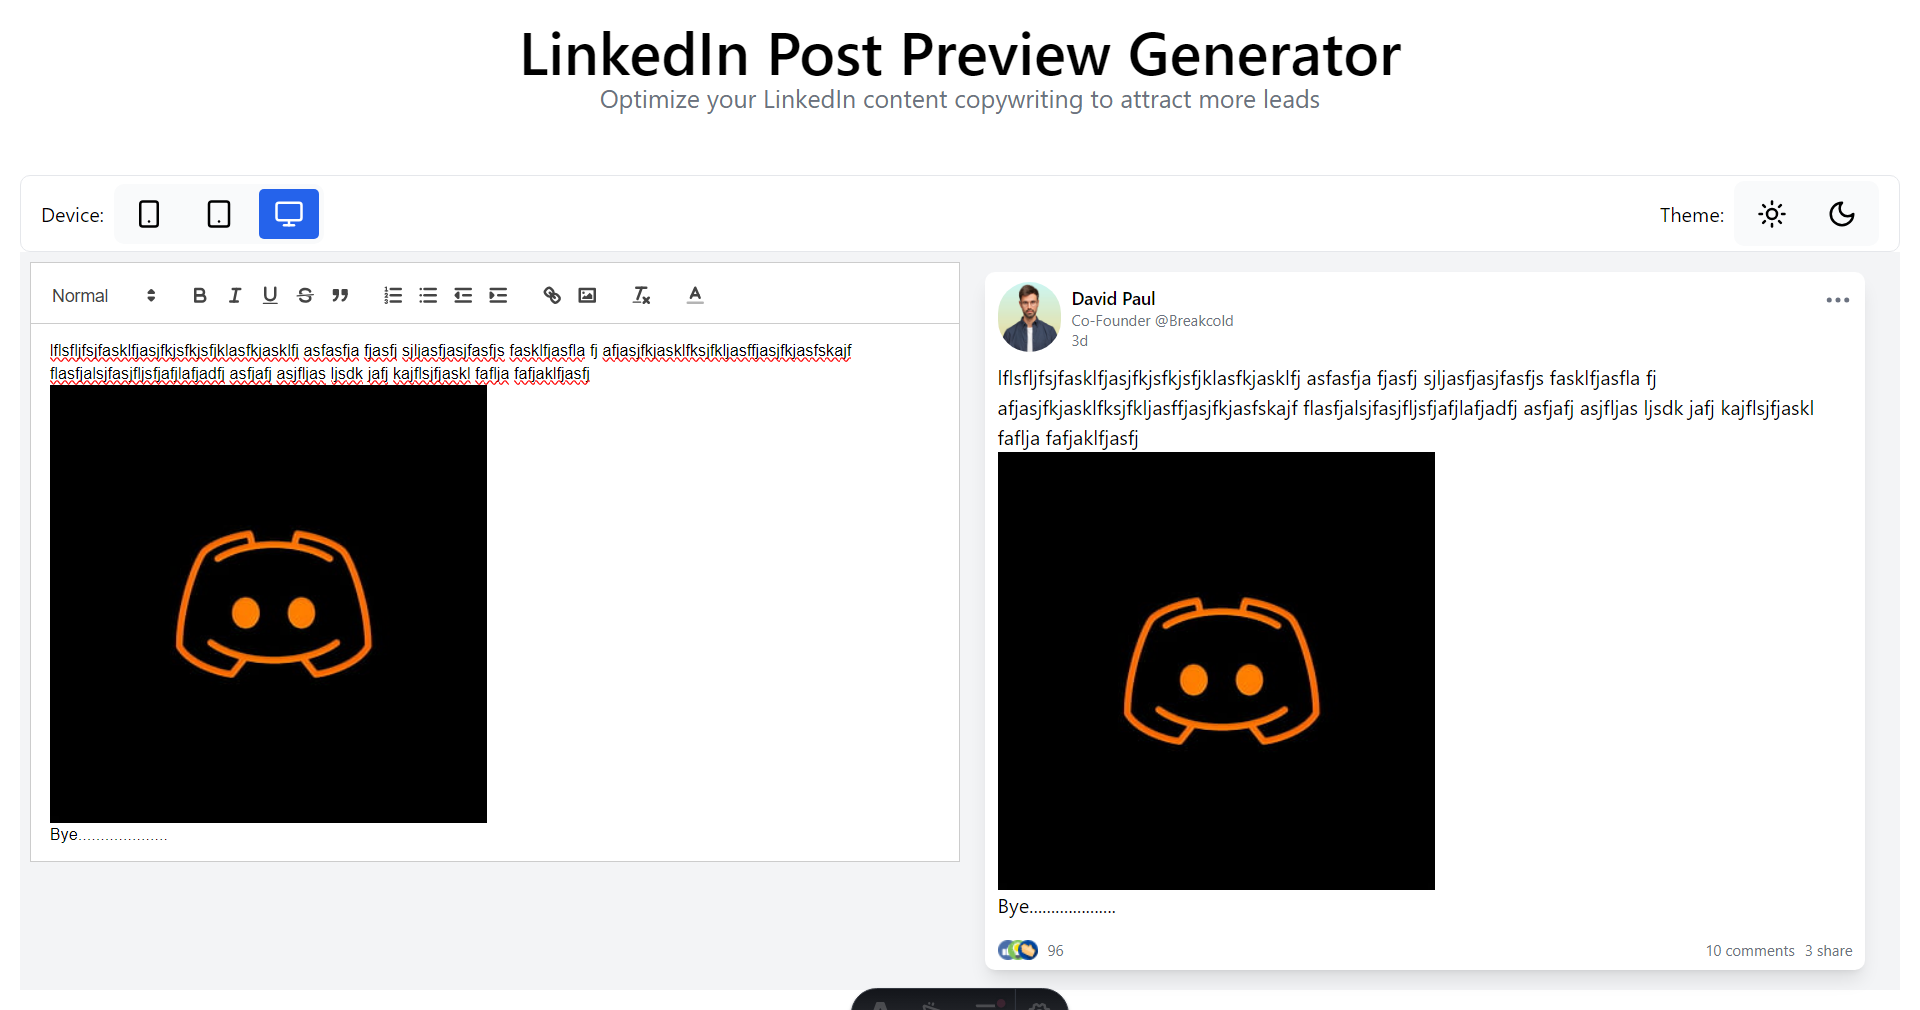 LinkedIn Post Preview Generator
Optimize your LinkedIn content copywriting to attract more leads
Device:
Theme:
Normal
lflsfljfsjfasklfjasjfkjsfkjsfjklasfkjasklfj asfasfja fjasfj sjljasfjasjfasfjs fasklfjasfla fj afjasjfkjasklfksjfkljasffjasjfkjasfskajf
flasfjalsjfasjfljsfjafjlafjadfj asfjafj asjfljas ljsdk jafj kajflsjfjaskl faflja fafjaklfjasfj
Bye....................
David Paul
Co-Founder @Breakcold
3d
lflsfljfsjfasklfjasjfkjsfkjsfjklasfkjasklfj asfasfja fjasfj sjljasfjasjfasfjs fasklfjasfla fj
afjasjfkjasklfksjfkljasffjasjfkjasfskajf flasfjalsjfasjfljsfjafjlafjadfj asfjafj asjfljas ljsdk jafj kajflsjfjaskl
faflja fafjaklfjasfj
Bye....................
96
10 comments 3 share